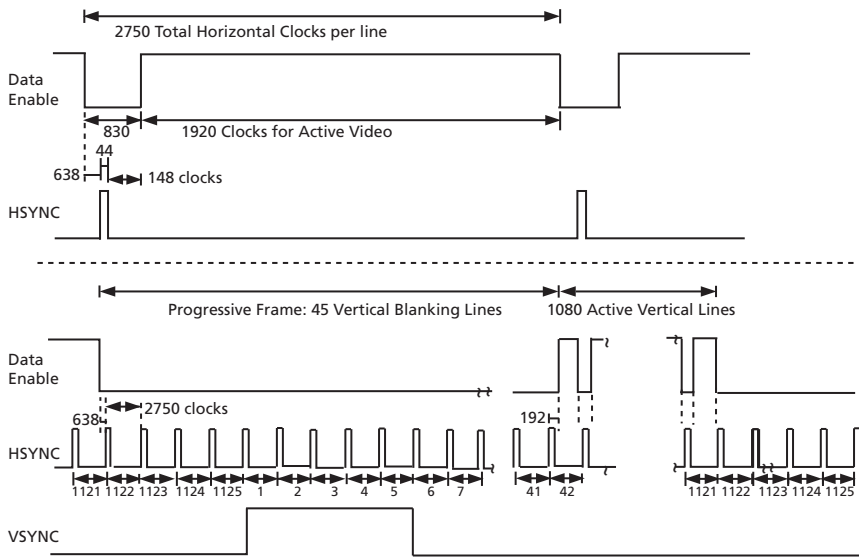 2750 Total Horizontal Clocks per line
Data
Enable
830
1920 Clocks for Active Video
44
638
148 clocks
HSYNC
Progressive Frame: 45 Vertical Blanking Lines
1080 Active Vertical Lines
Data
Enable
638
2750 clocks
192
HSYNC
1121 1122 1123 1124 1125 1 2 3 4 5 6 7 41 42 1121 1122 1123 1124 1125
VSYNC